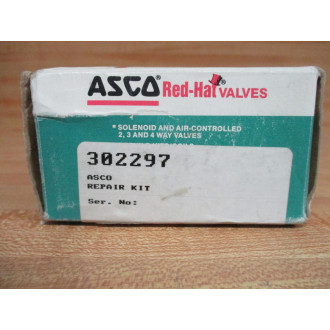 ASCO Red-Hat VALVES
* SOLENOID AND AIR-CONTROLLED
2, 3 AND 4 WAY VALVES
302297
ASCO
REPAIR KIT
Ser. No: